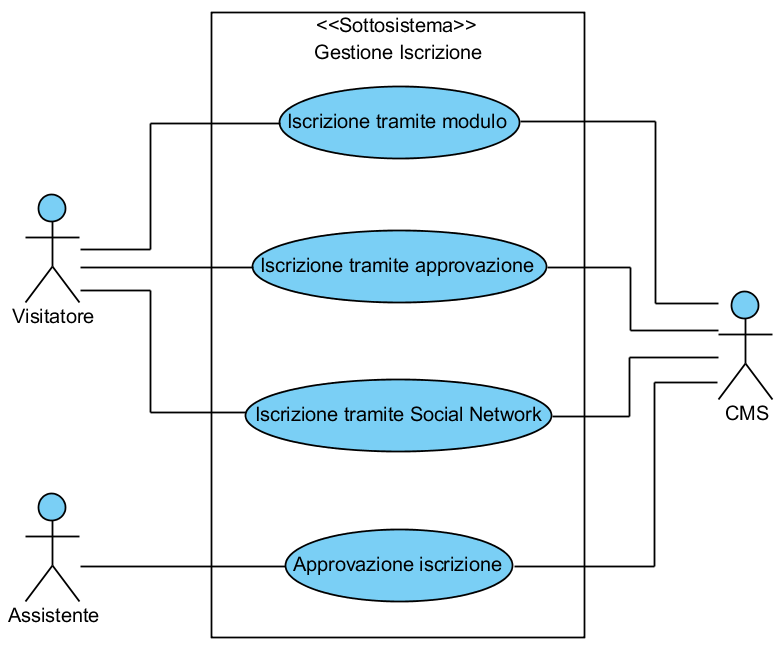 <<Sottosistema>>
Gestione Iscrizione
Iscrizione tramite modulo
Iscrizione tramite approvazione
Visitatore
Iscrizione tramite Social Network
CMS
Approvazione iscrizione
Assistente